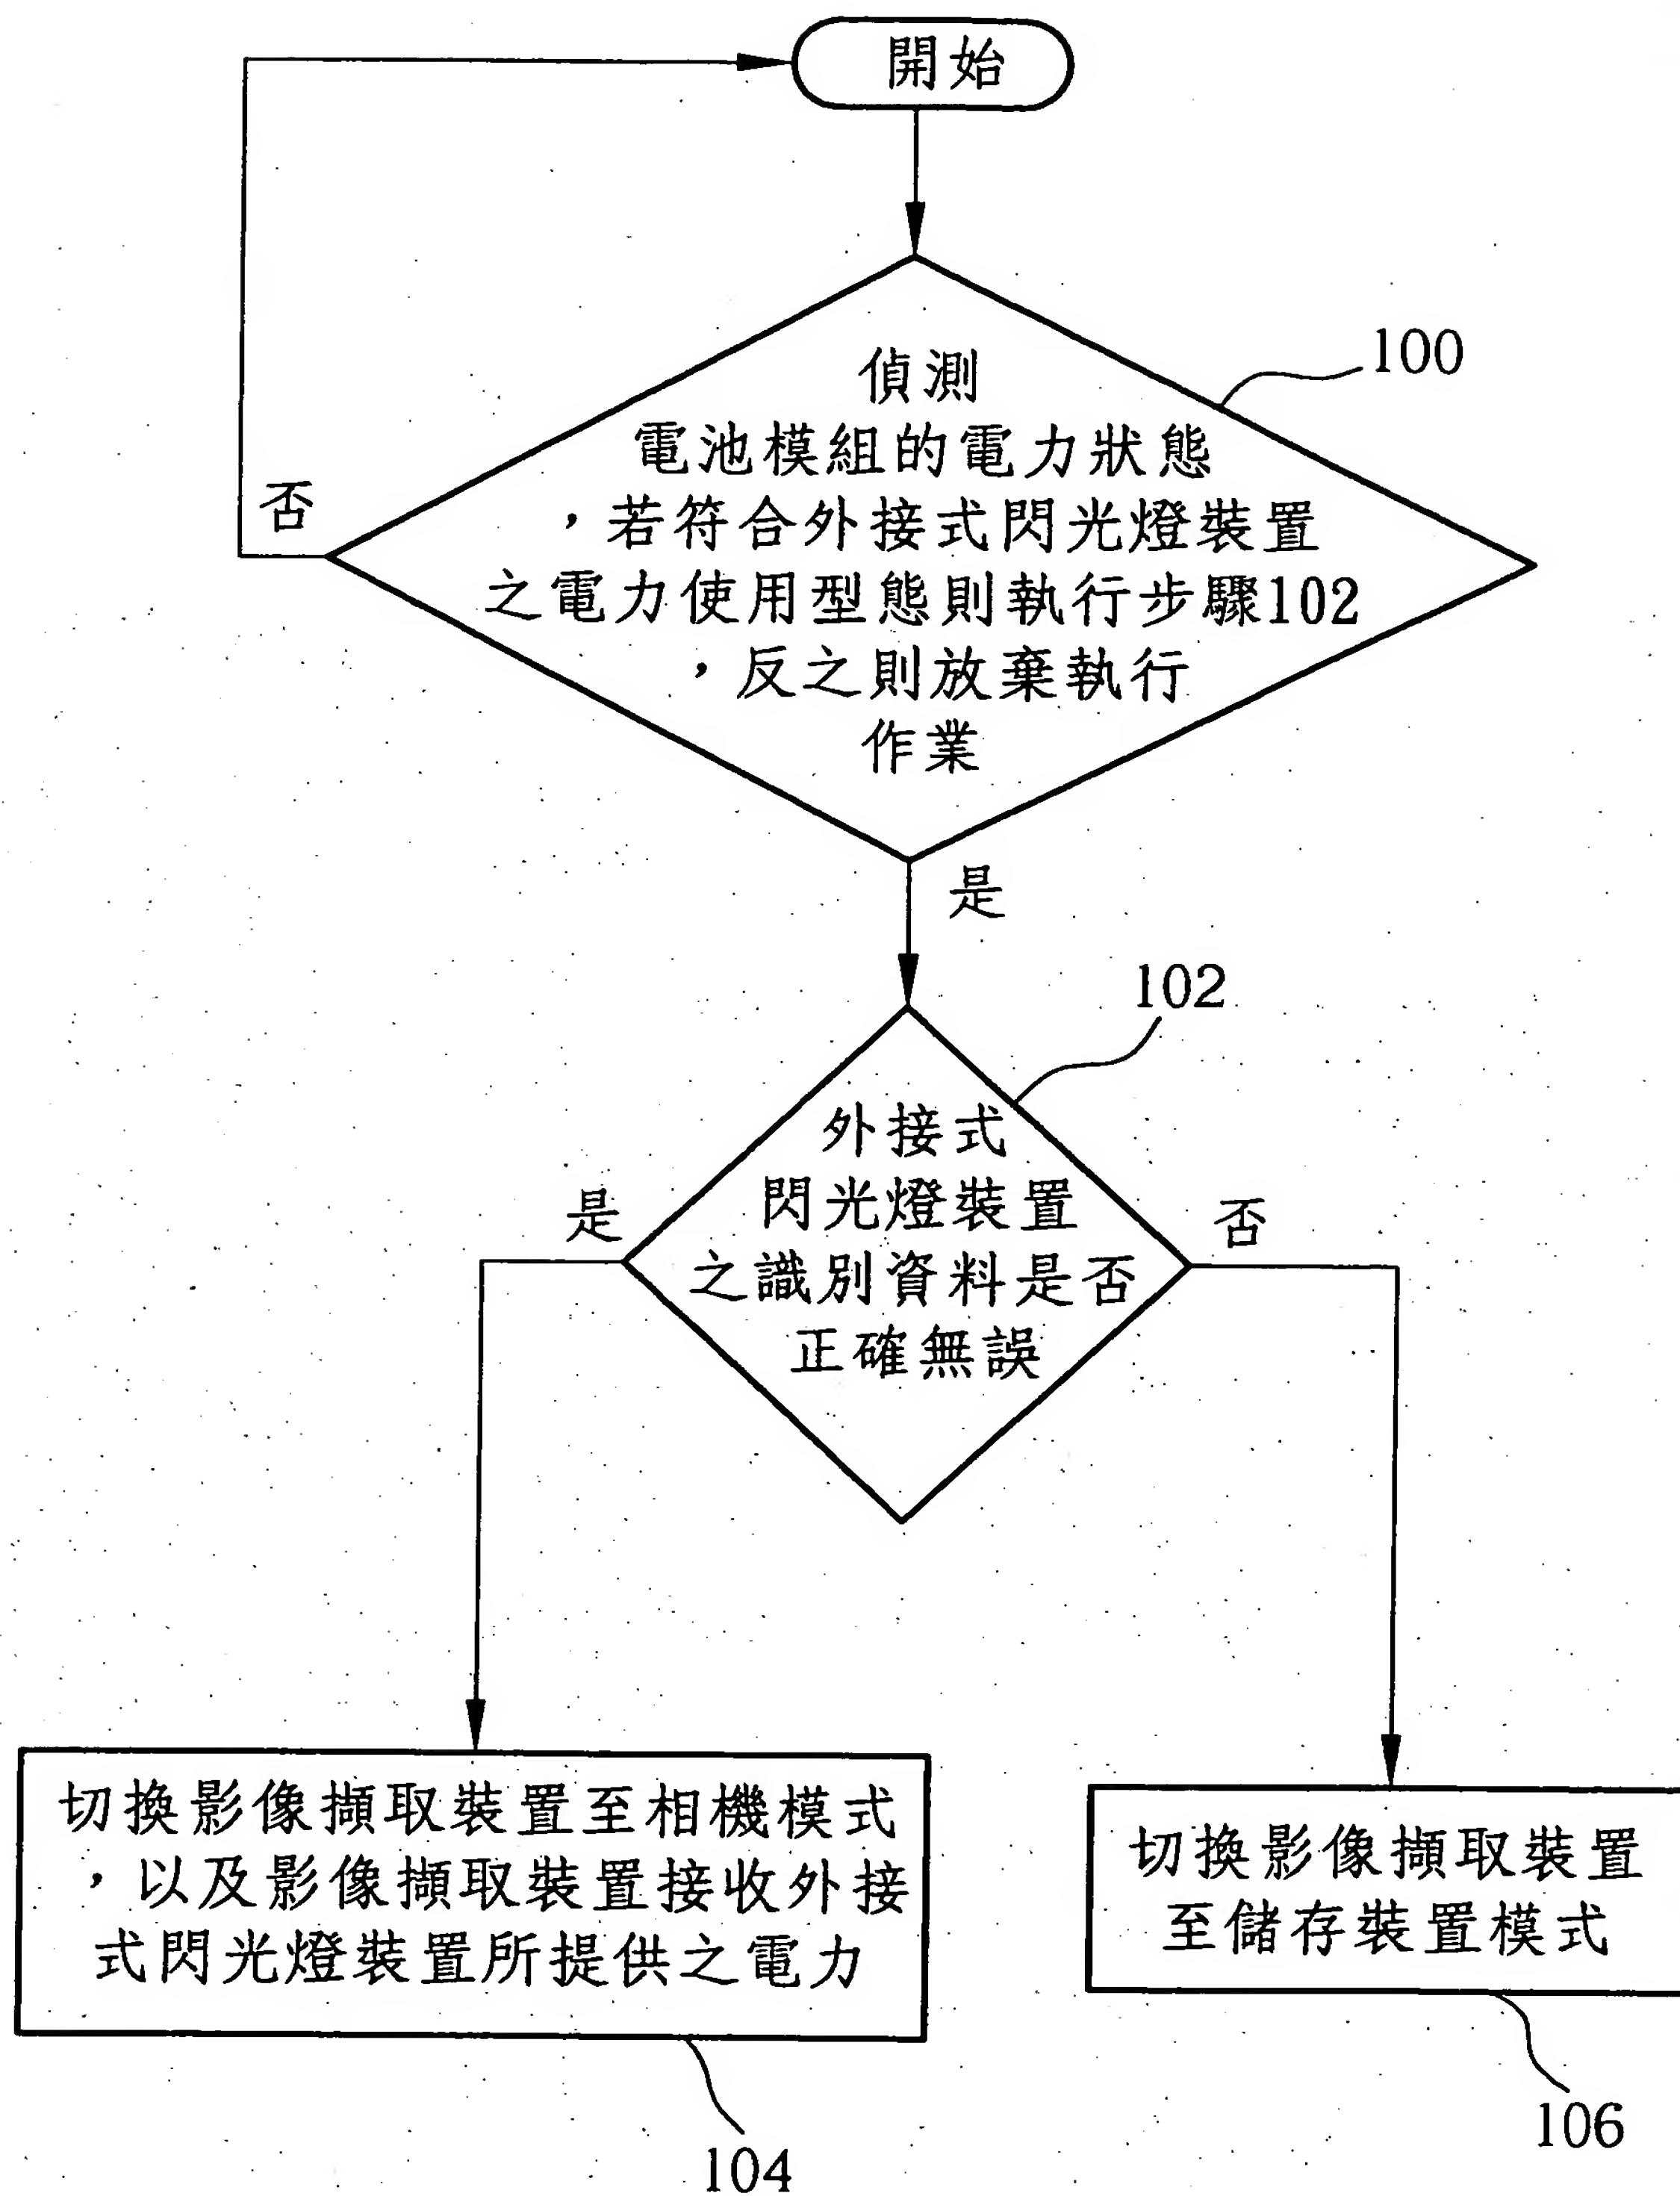 開始
100
偵測
電池模組的電力狀態
，若符合外接式閃光燈裝置
之電力使用型態則執行步驟102
，反之則放棄執行
作業
否
是
102
外接式
閃光燈裝置
之識別資料是否
正確無誤
是
否
切換影像擷取裝置至相機模式
，以及影像擷取裝置接收外接
式閃光燈裝置所提供之電力
切換影像擷取裝置
至儲存裝置模式
104
106